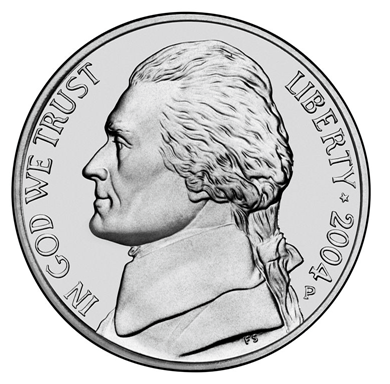 IN GOD WE TRUST
LIBERTY ★ 2004
P
FS